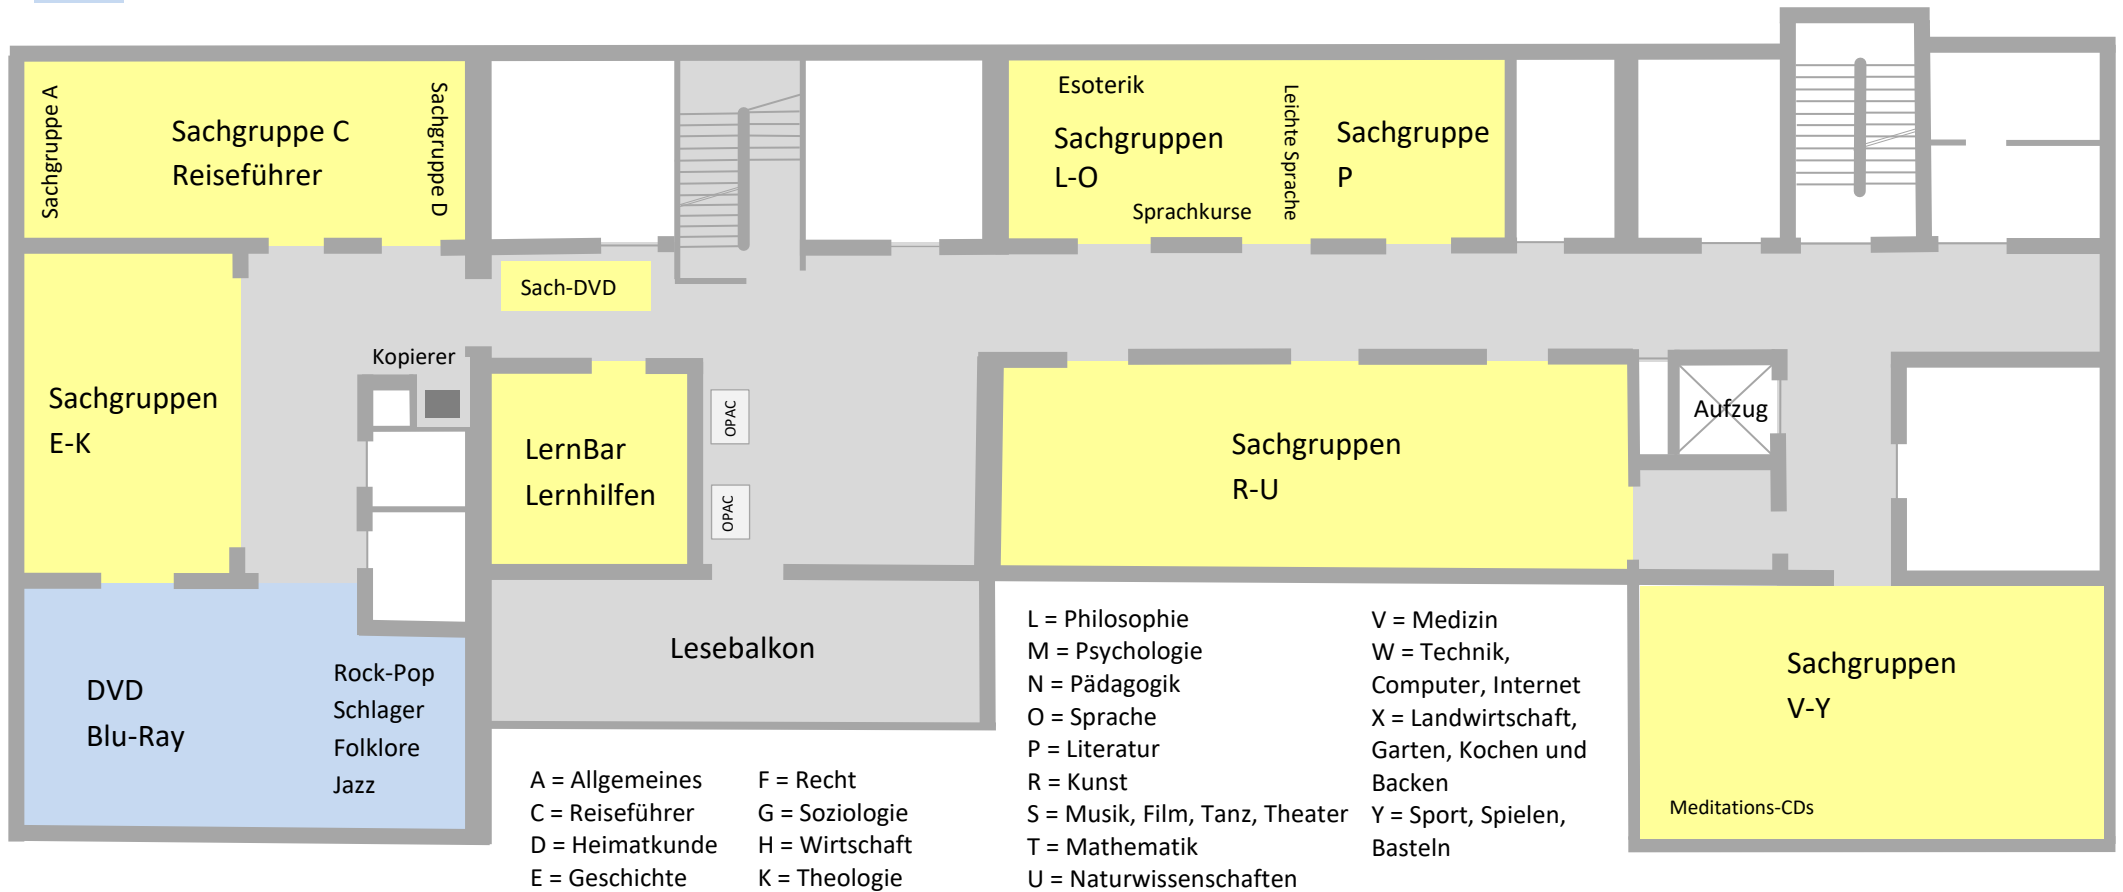 Sachgruppe A
Sachgruppe C
Reiseführer
Sachgruppe D
Esoterik
Sachgruppen
L-O
Sprachkurse
Leichte Sprache
Sachgruppe
P
Sach-DVD
Kopierer
Sachgruppen
E-K
LernBar
Lernhilfen
OPAC
OPAC
Sachgruppen
R-U
Aufzug
DVD
Blu-Ray
Rock-Pop
Schlager
Folklore
Jazz
Lesebalkon
Sachgruppen
V-Y
Meditations-CDs
A = Allgemeines
C = Reiseführer
D = Heimatkunde
E = Geschichte
F = Recht
G = Soziologie
H = Wirtschaft
K = Theologie
L = Philosophie
M = Psychologie
N = Pädagogik
O = Sprache
P = Literatur
R = Kunst
S = Musik, Film, Tanz, Theater
T = Mathematik
U = Naturwissenschaften
V = Medizin
W = Technik,
Computer, Internet
X = Landwirtschaft,
Garten, Kochen und
Backen
Y = Sport, Spielen,
Basteln